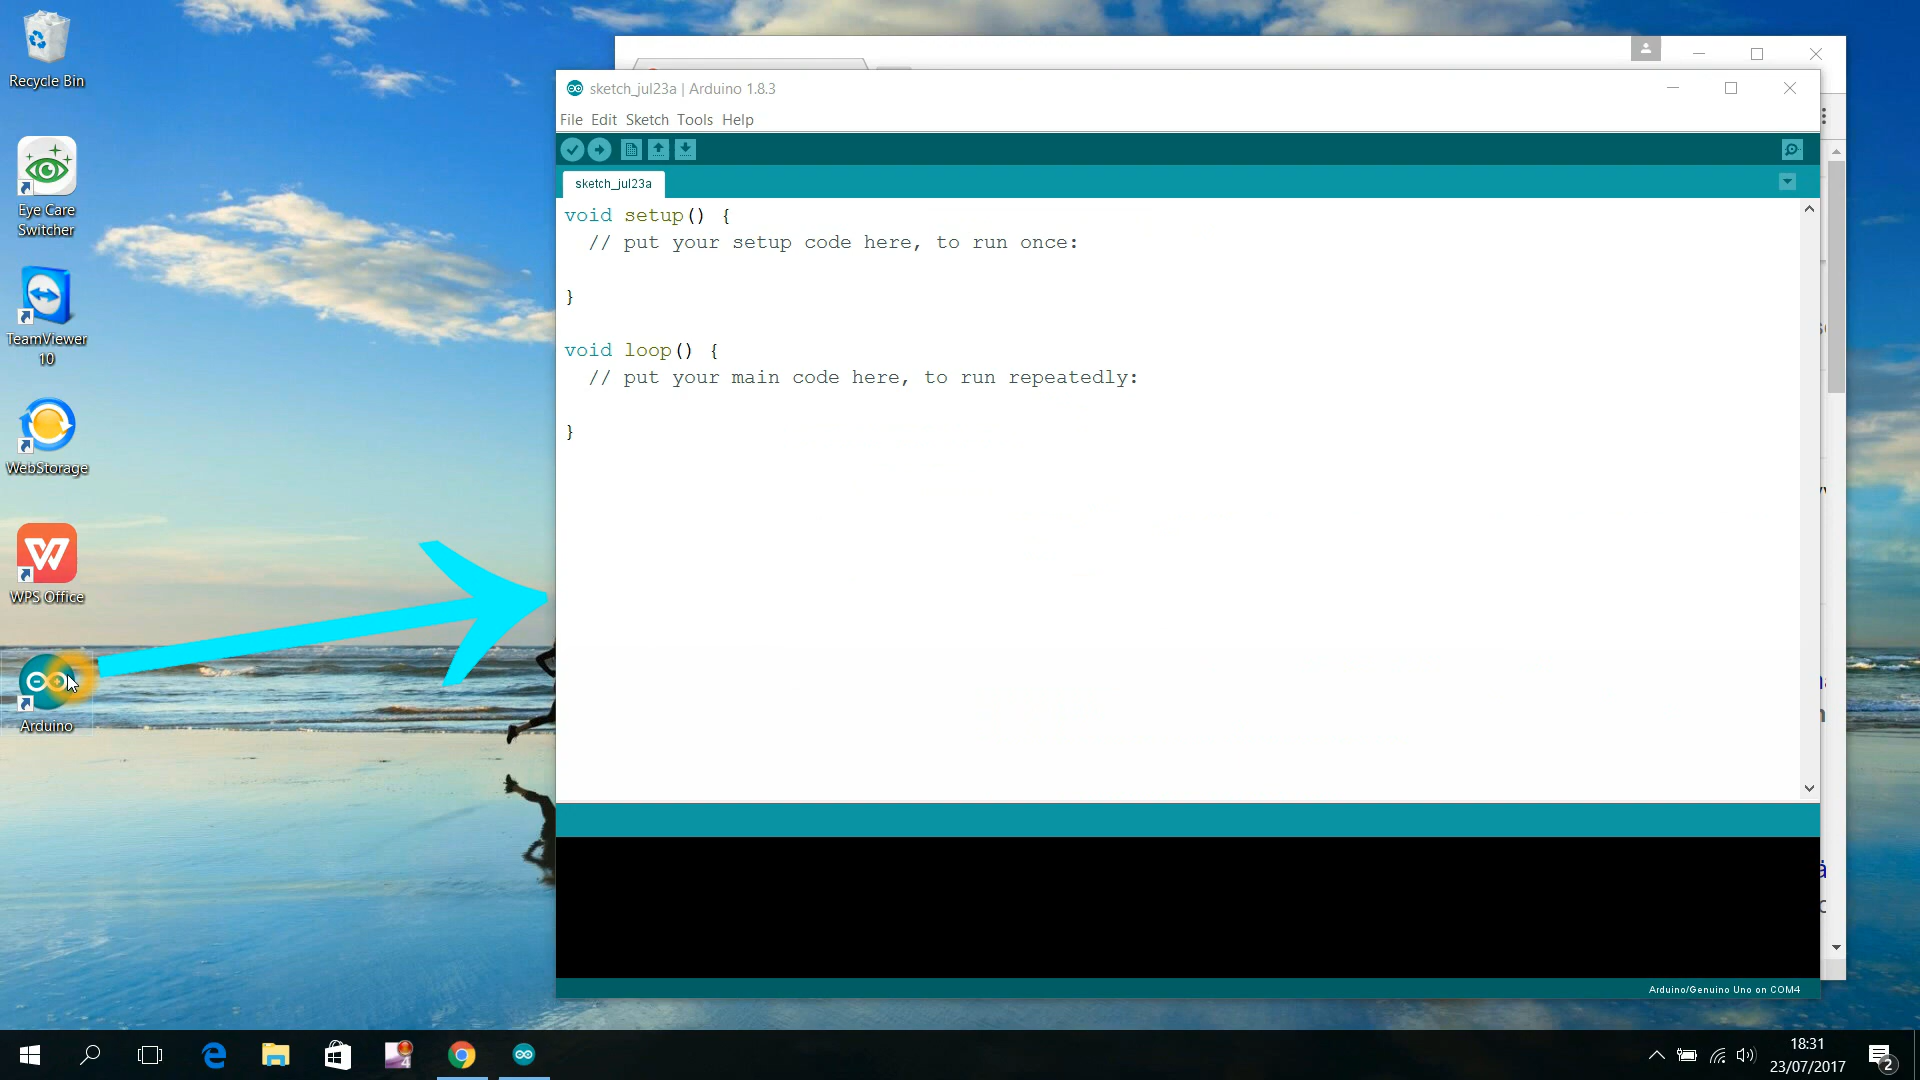 Recycle Bin
Eye Care
Switcher
TeamViewer
10
WebStorage
WPS Office
Arduino
sketch_jul23a | Arduino 1.8.3
File Edit Sketch Tools Help
sketch_jul23a
void setup() {
  // put your setup code here, to run once:
}
void loop() {
  // put your main code here, to run repeatedly:
}
Arduino/Genuino Uno on COM4
4
18:31
23/07/2017
2